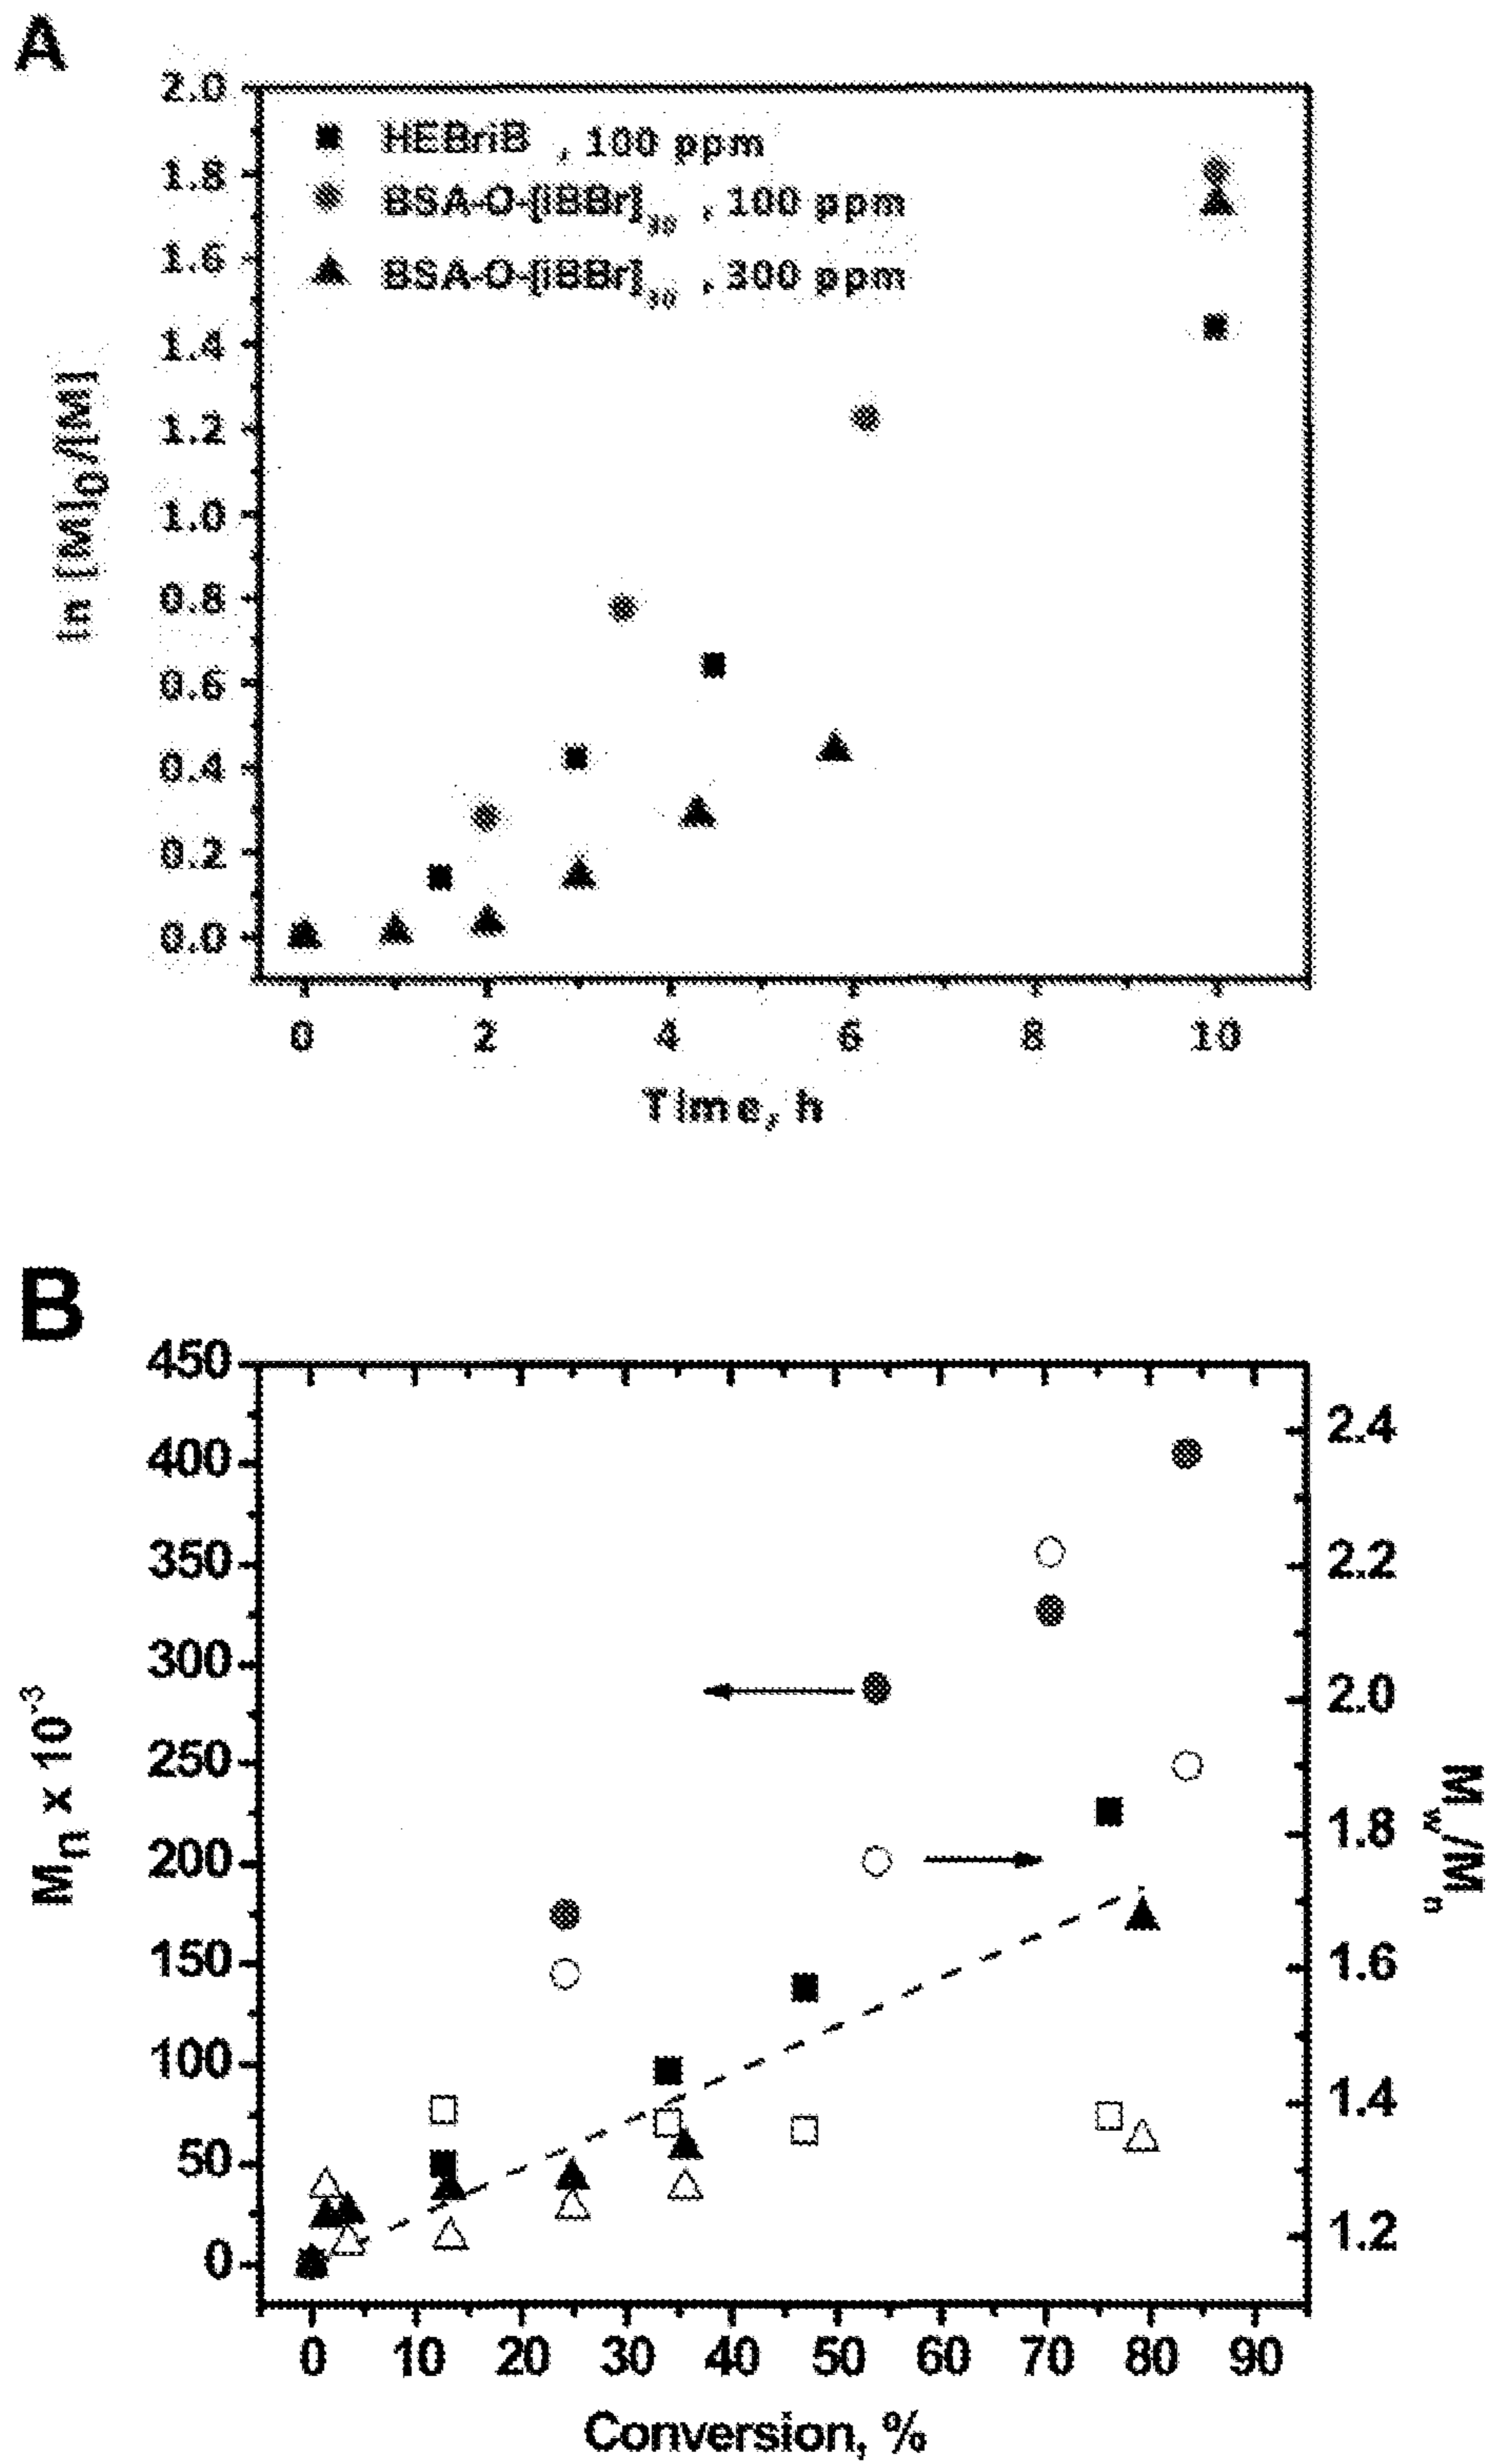 A
2.0
1.8
1.6
1.4
1.2
1.0
0.8
0.6
0.4
0.2
0.0
ln [M]0/[M]
HEBriB , 100 ppm
BSA-O-[iBBr]30 , 100 ppm
BSA-O-[iBBr]30 , 300 ppm
0 2 4 6 8 10
Time, h
B
450
400
350
300
250
200
150
100
50
0
Mn x 10-3
2.4
2.2
2.0
1.8
1.6
1.4
1.2
Mw/Mn
0 10 20 30 40 50 60 70 80 90
Conversion, %